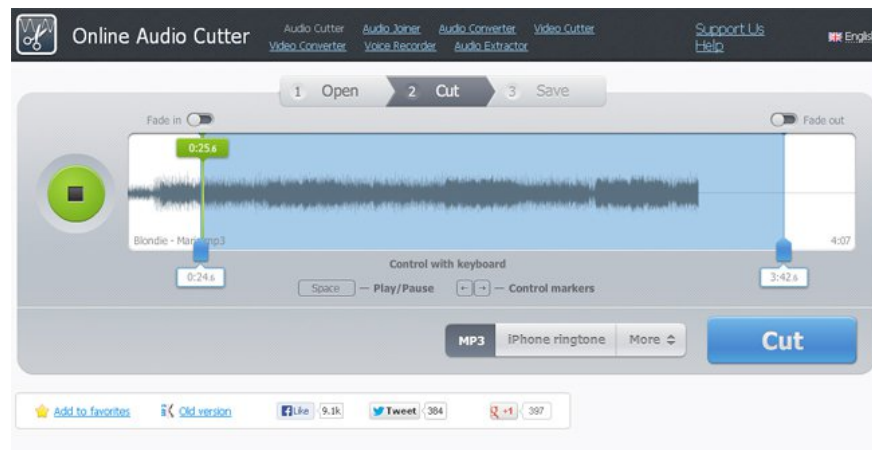 Online Audio Cutter
Audio Cutter Audio Joiner Audio Converter Video Cutter
Video Converter Voice Recorder Audio Extractor
Support Us
Help
English
1 Open 2 Cut 3 Save
Fade in
Fade out
0:25.6
Blondie - Maria.mp3
4:07
0:24.6
3:42.6
Control with keyboard
Space — Play/Pause ← → — Control markers
MP3 iPhone ringtone More
Cut
Add to favorites Old version Like 9.1k Tweet 384 g +1 397